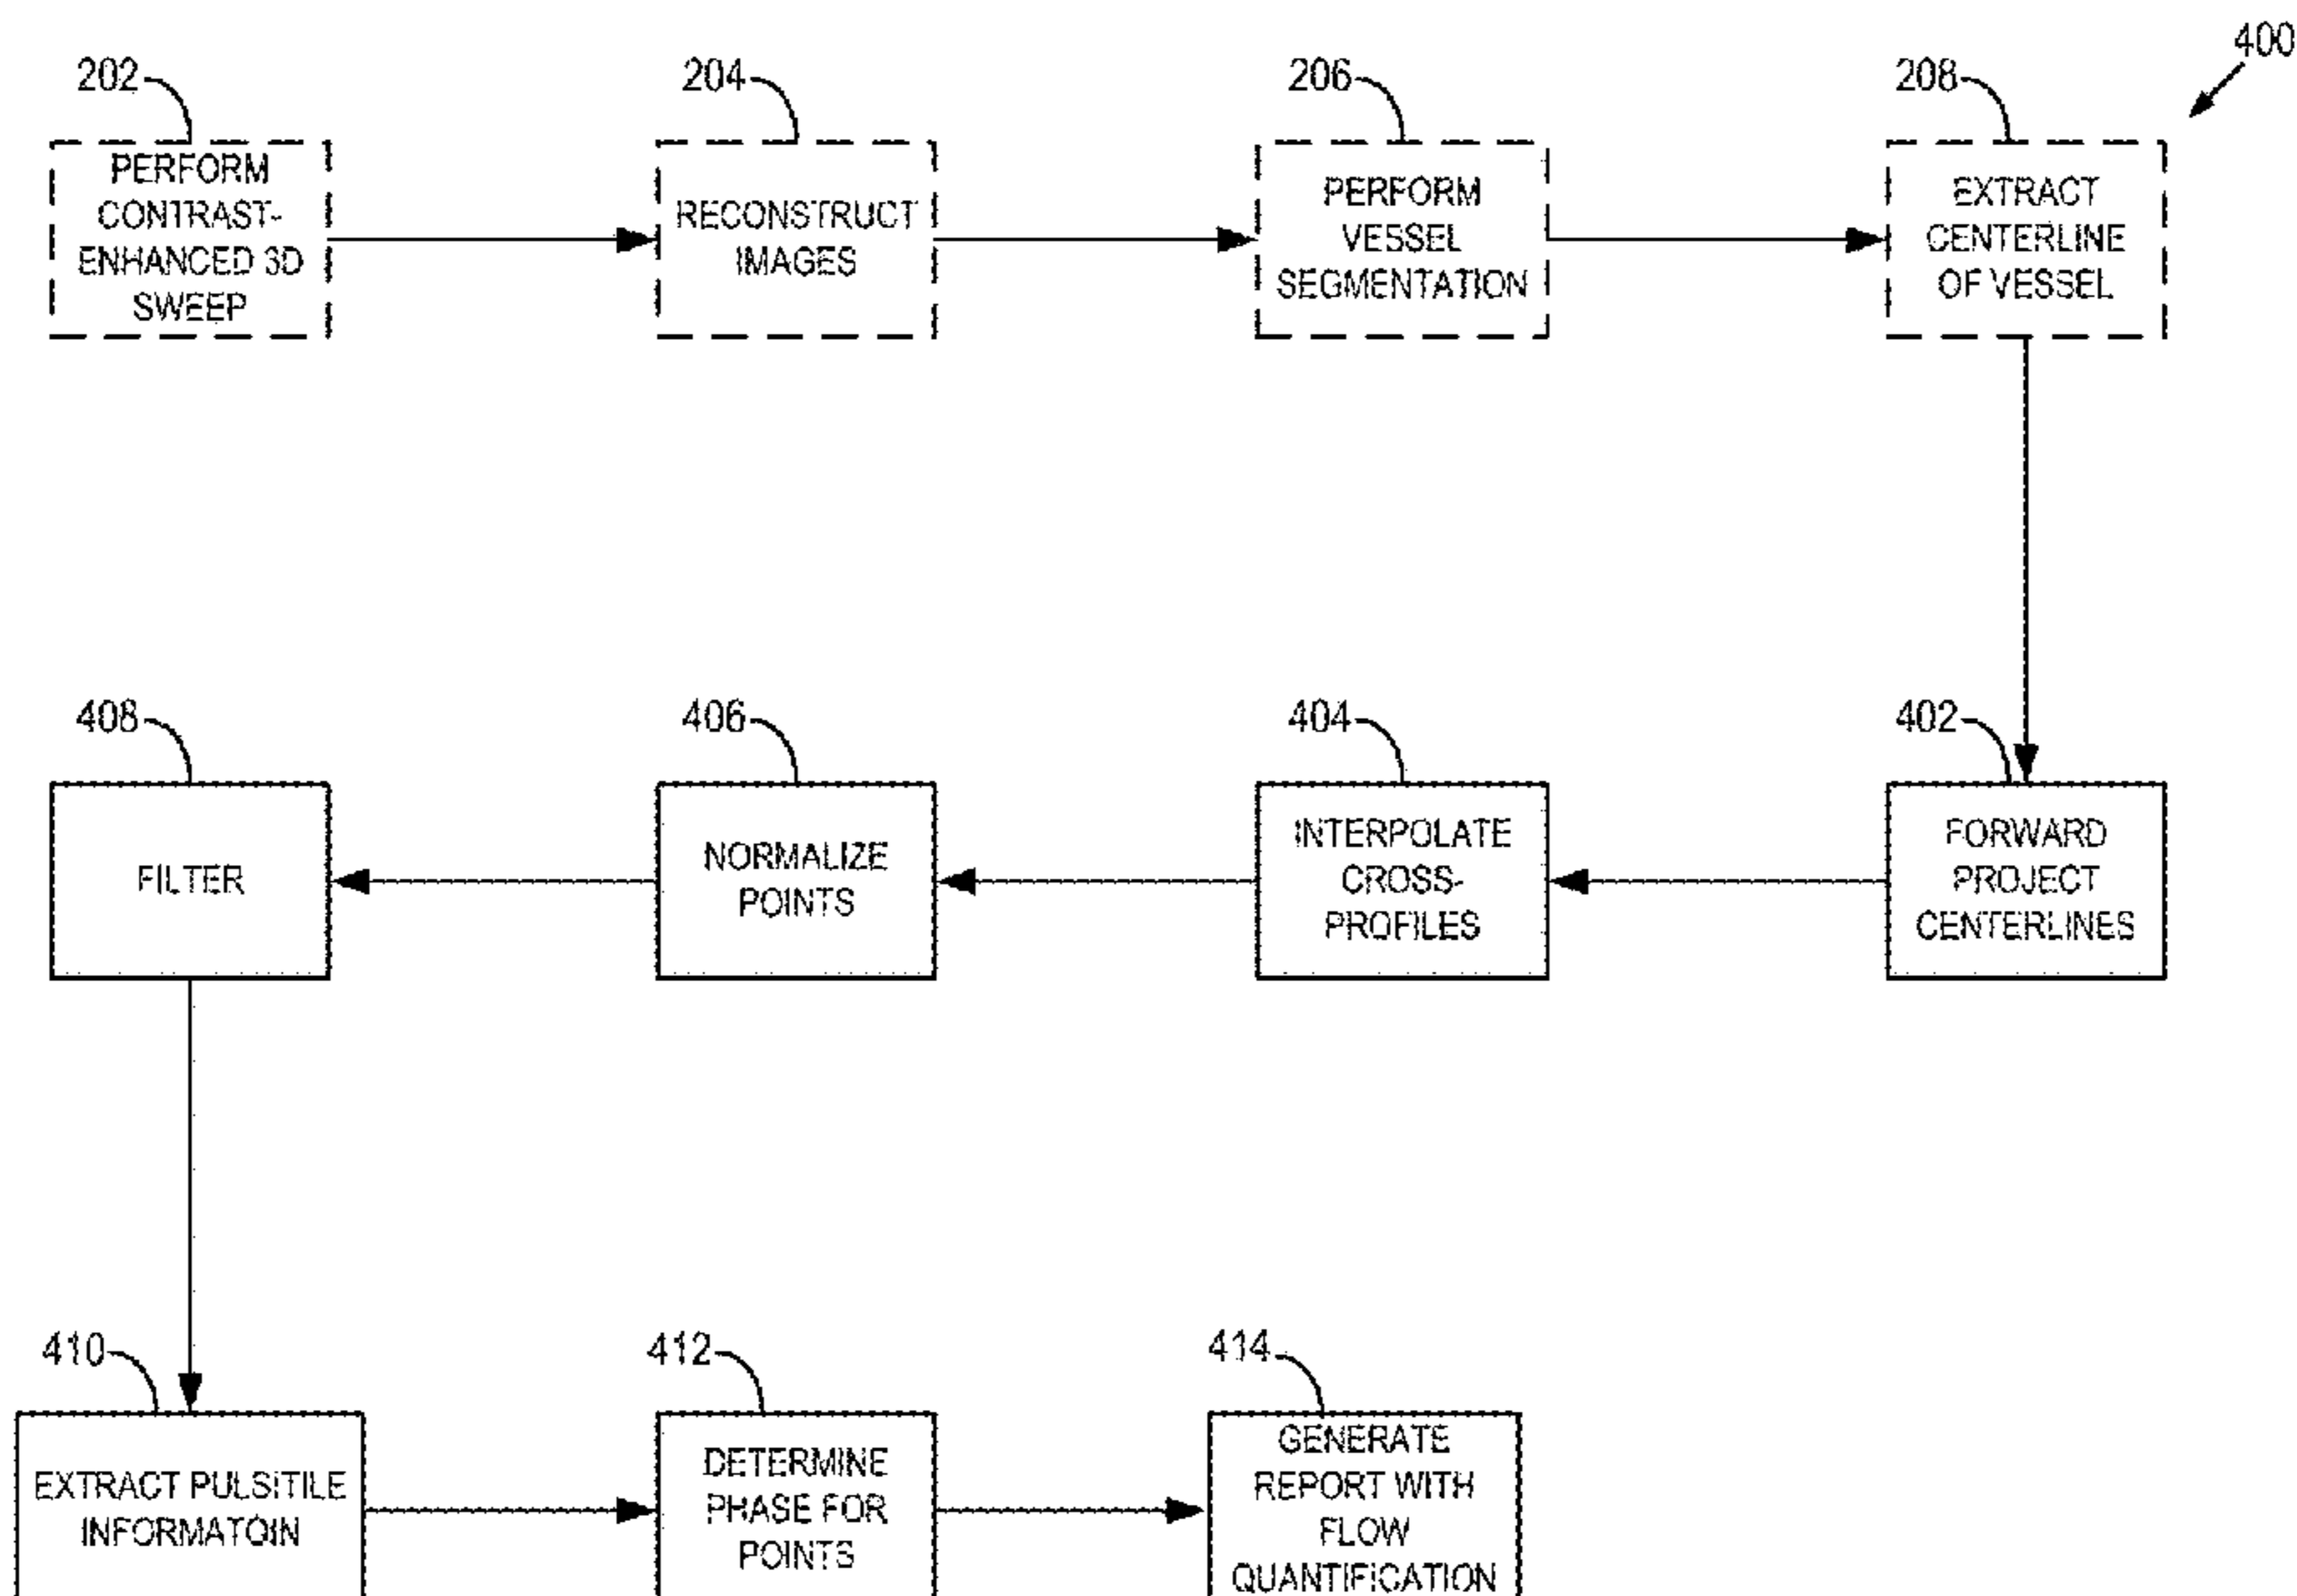 400
202
PERFORM
CONTRAST-
ENHANCED 3D
SWEEP
204
RECONSTRUCT
IMAGES
206
PERFORM
VESSEL
SEGMENTATION
208
EXTRACT
CENTERLINE
OF VESSEL
402
FORWARD
PROJECT
CENTERLINES
404
INTERPOLATE
CROSS-
PROFILES
406
NORMALIZE
POINTS
408
FILTER
410
EXTRACT PULSITILE
INFORMATOIN
412
DETERMINE
PHASE FOR
POINTS
414
GENERATE
REPORT WITH
FLOW
QUANTIFICATION